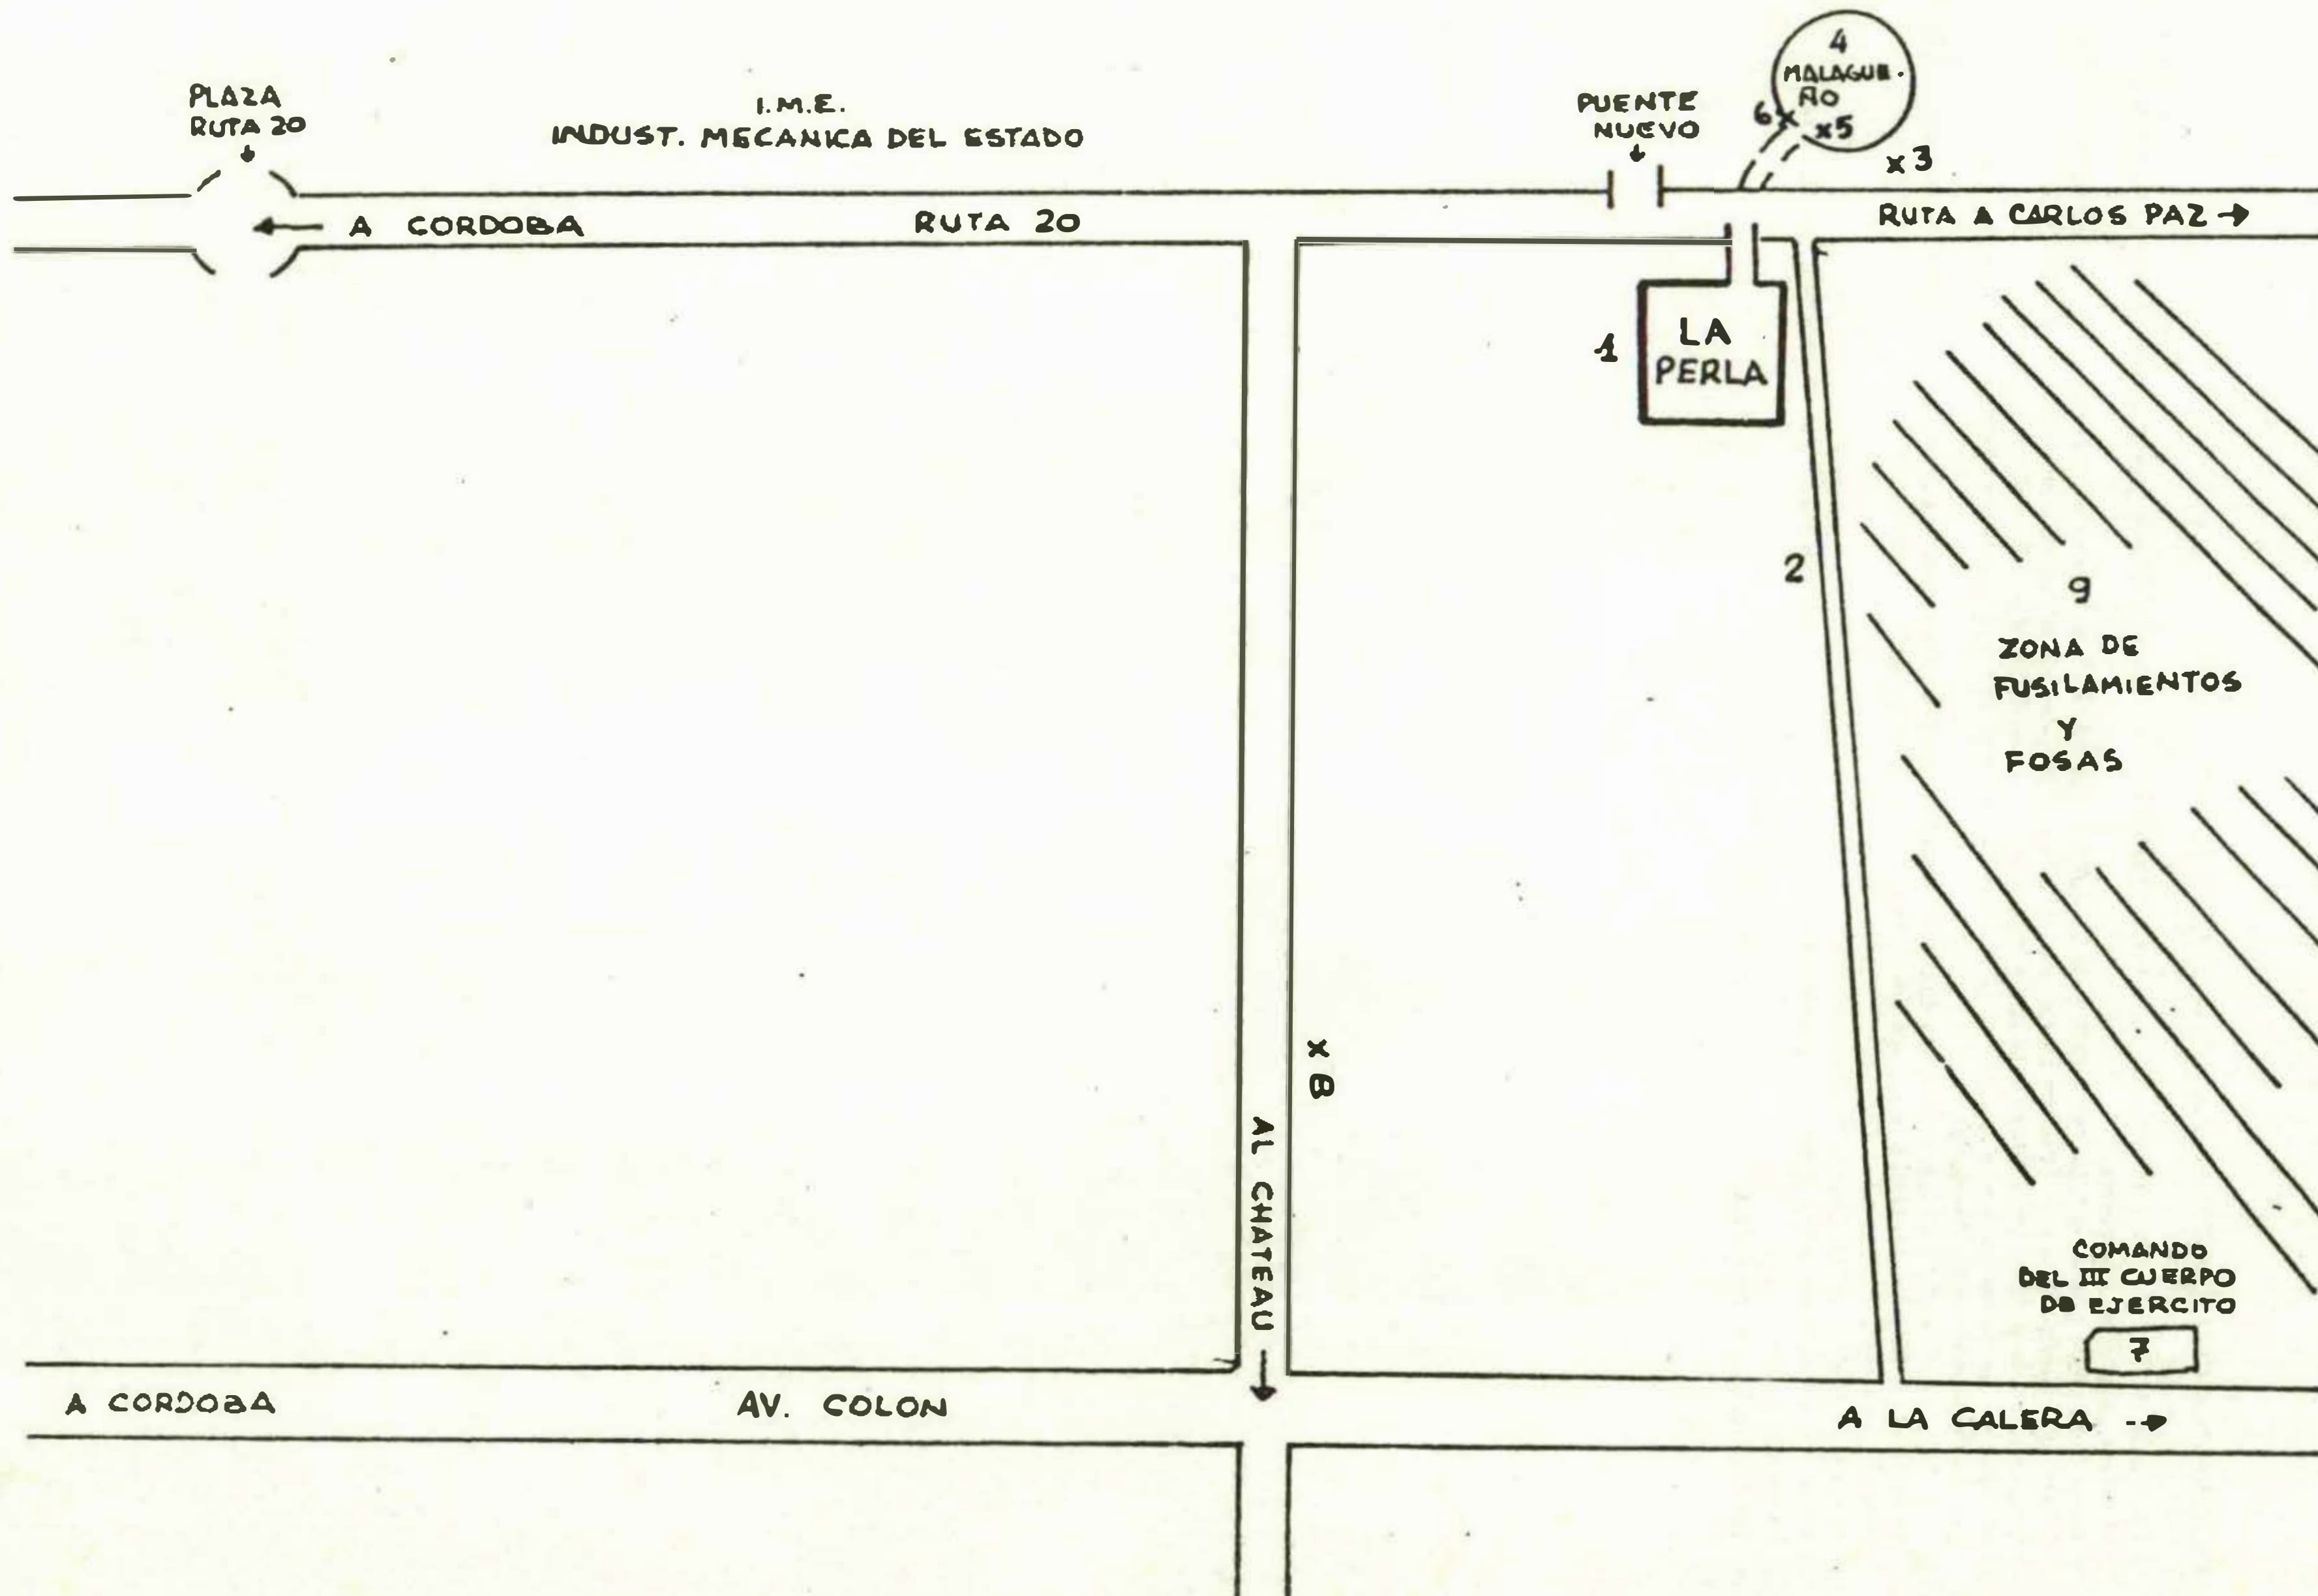 PLAZA
RUTA 20
I.M.E.
INDUST. MECANICA DEL ESTADO
PUENTE
NUEVO
4
MALAGUE.
ÑO
6x
x5
x3
← A CORDOBA
RUTA 20
RUTA A CARLOS PAZ →
1
LA
PERLA
2
9
ZONA DE
FUSILAMIENTOS
Y
FOSAS
x 8
AL CHATEAU →
COMANDO
DEL III CUERPO
DE EJERCITO
7
A CORDOBA
AV. COLON
A LA CALERA -→